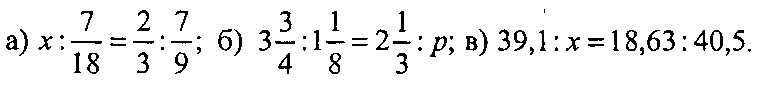 а) x : 7/18 = 2/3 : 7/9; б) 3 3/4 : 1 1/8 = 2 1/3 : p; в) 39,1 : x = 18,63 : 40,5.